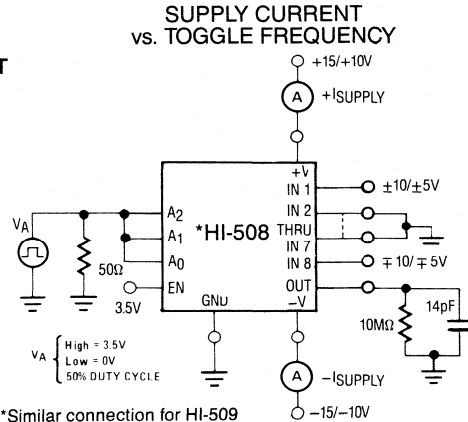 SUPPLY CURRENT
vs. TOGGLE FREQUENCY
T
+15/+10V
A
+ISUPPLY
+V
IN 1
±10/±5V
A2
IN 2
VA
*HI-508
THRU
A1
IN 7
A0
IN 8
∓10/∓5V
50Ω
EN
OUT
3.5V
GND
−V
14pF
10MΩ
VA
High = 3.5V
Low = 0V
50% DUTY CYCLE
A
−ISUPPLY
*Similar connection for HI-509
−15/−10V